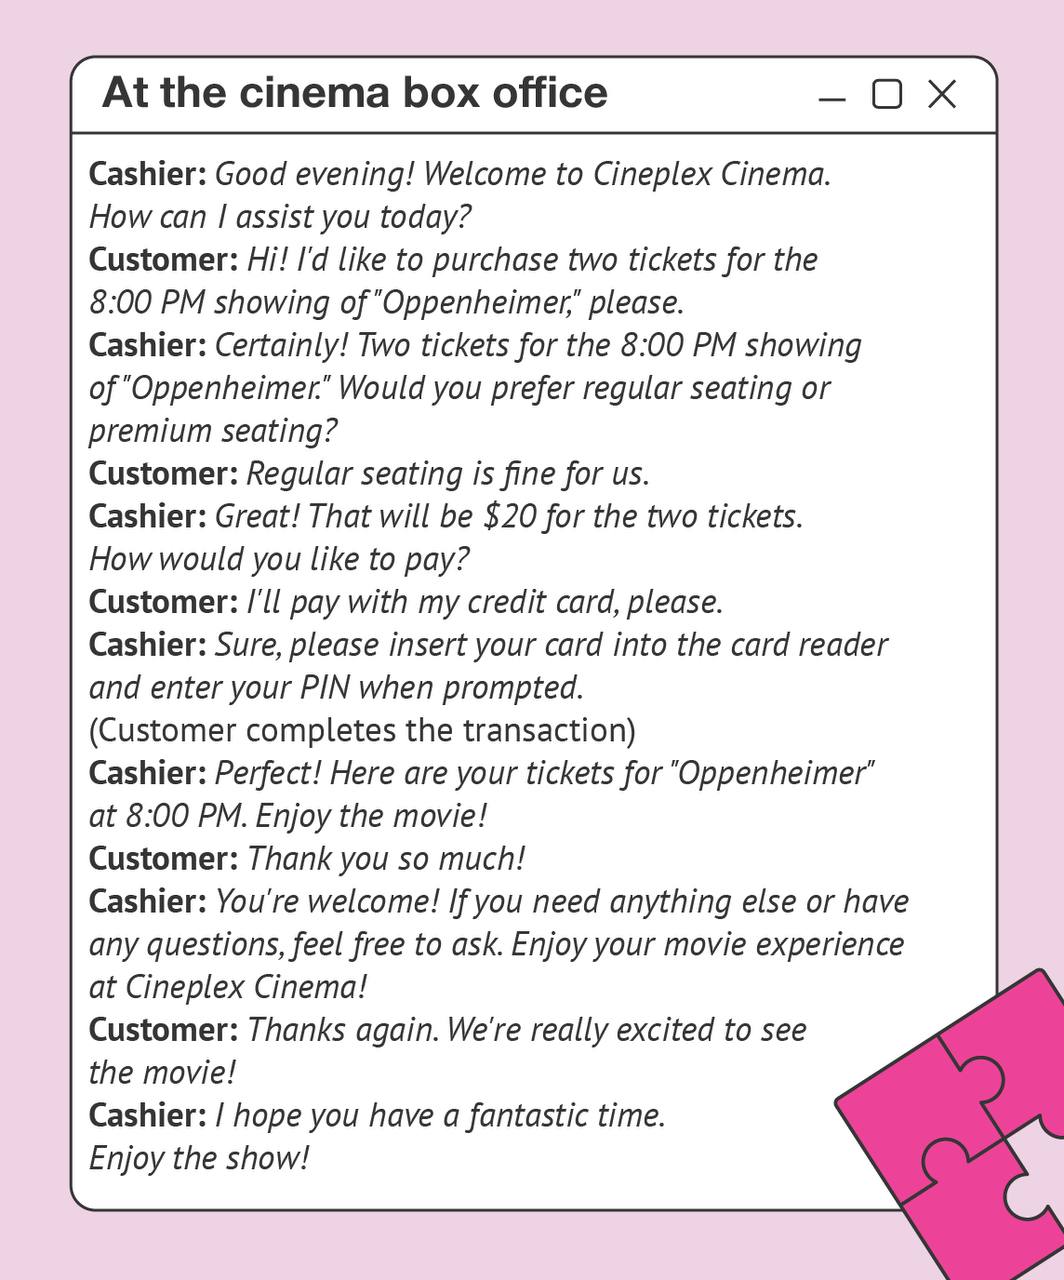 At the cinema box office
Cashier: Good evening! Welcome to Cineplex Cinema.
How can I assist you today?
Customer: Hi! I'd like to purchase two tickets for the
8:00 PM showing of "Oppenheimer," please.
Cashier: Certainly! Two tickets for the 8:00 PM showing
of "Oppenheimer." Would you prefer regular seating or
premium seating?
Customer: Regular seating is fine for us.
Cashier: Great! That will be $20 for the two tickets.
How would you like to pay?
Customer: I'll pay with my credit card, please.
Cashier: Sure, please insert your card into the card reader
and enter your PIN when prompted.
(Customer completes the transaction)
Cashier: Perfect! Here are your tickets for "Oppenheimer"
at 8:00 PM. Enjoy the movie!
Customer: Thank you so much!
Cashier: You're welcome! If you need anything else or have
any questions, feel free to ask. Enjoy your movie experience
at Cineplex Cinema!
Customer: Thanks again. We're really excited to see
the movie!
Cashier: I hope you have a fantastic time.
Enjoy the show!